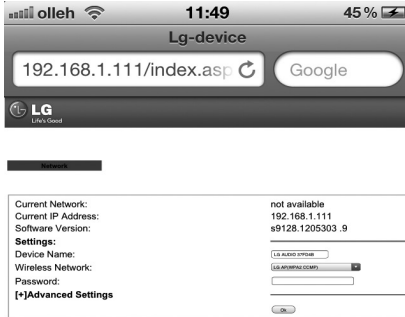 olleh 11:49 45 %
Lg-device
192.168.1.111/index.asp Google
LG
Life's Good
Network
Current Network: not available
Current IP Address: 192.168.1.111
Software Version: s9128.1205303 .9
Settings:
Device Name: LG AUDIO 37FD4B
Wireless Network: LG AP(WPA2 CCMP)
Password:
[+]Advanced Settings
Ok